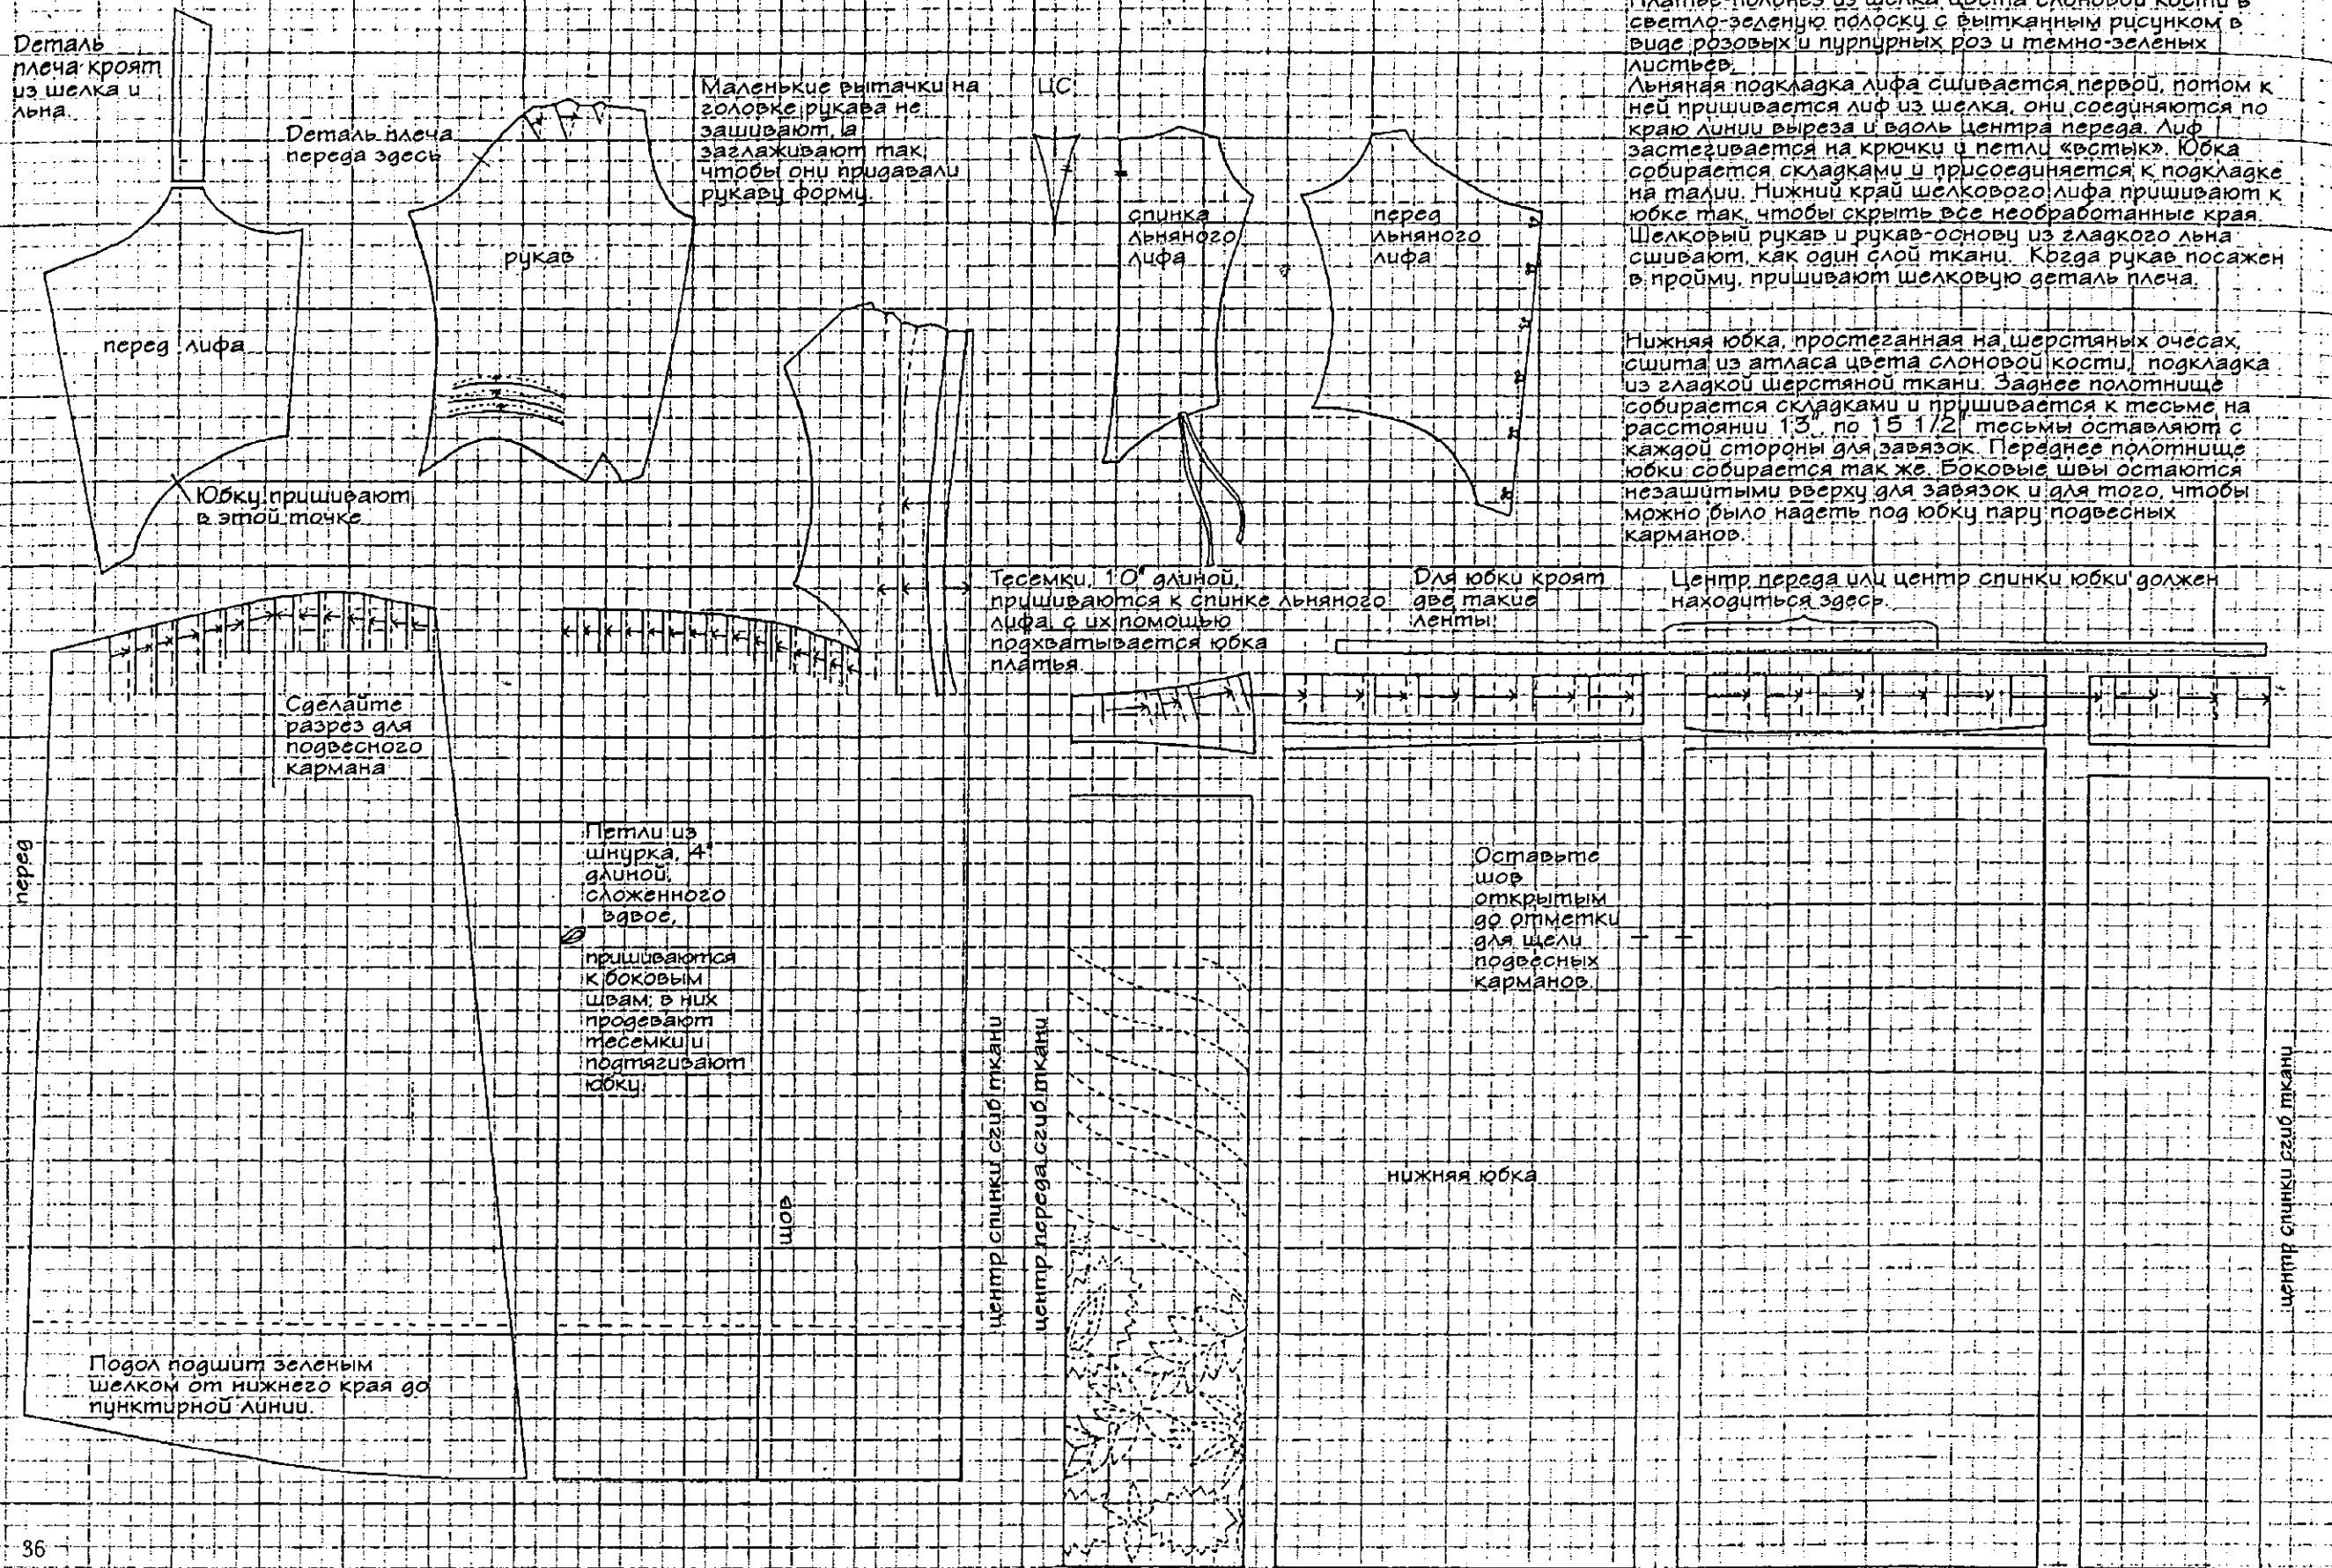 Деталь
плеча кроят
из шелка и
льна.
Деталь плеча
переда здесь
Маленькие вытачки на
головке рукава не
зашивают, а
заглаживают так,
чтобы они придавали
рукаву форму.
ЦС
Платье-полонез из шелка цвета слоновой кости в
светло-зеленую полоску с вытканным рисунком в
виде розовых и пурпурных роз и темно-зеленых
листьев.
Льняная подкладка лифа сшивается первой, потом к
ней пришивается лиф из шелка, они соединяются по
краю линии выреза и вдоль центра переда. Лиф
застегивается на крючки и петли «встык». Юбка
собирается складками и присоединяется к подкладке
на талии. Нижний край шелкового лифа пришивают к
юбке так, чтобы скрыть все необработанные края.
Шелковый рукав и рукав-основу из гладкого льна
сшивают, как один слой ткани. Когда рукав посажен
в пройму, пришивают шелковую деталь плеча.
перед лифа
рукав
спинка
льняного
лифа
перед
льняного
лифа
Нижняя юбка, простеганная на шерстяных очесах,
сшита из атласа цвета слоновой кости, подкладка
из гладкой шерстяной ткани. Заднее полотнище
собирается складками и пришивается к тесьме на
расстоянии 13", по 15 1/2" тесьмы оставляют с
каждой стороны для завязок. Переднее полотнище
юбки собирается так же. Боковые швы остаются
незашитыми вверху для завязок и для того, чтобы
можно было надеть под юбку пару подвесных
карманов.
Юбку пришивают
в этой точке
Тесемки, 10" длиной,
пришиваются к спинке льняного
лифа, с их помощью
подхватывается юбка
платья.
Для юбки кроят
две такие
ленты
Центр переда или центр спинки юбки должен
находиться здесь.
Сделайте
разрез для
подвесного
кармана
перед
Петли из
шнурка, 4"
длиной,
сложенного
вдвое,
пришиваются
к боковым
швам; в них
продевают
тесемки и
подтягивают
юбку.
шов
центр спинки сгиб ткани
центр переда сгиб ткани
Оставьте
шов
открытым
до отметки
для щели
подвесных
карманов.
нижняя юбка
центр спинки сгиб ткани
Подол подшит зеленым
шелком от нижнего края до
пунктирной линии.
36